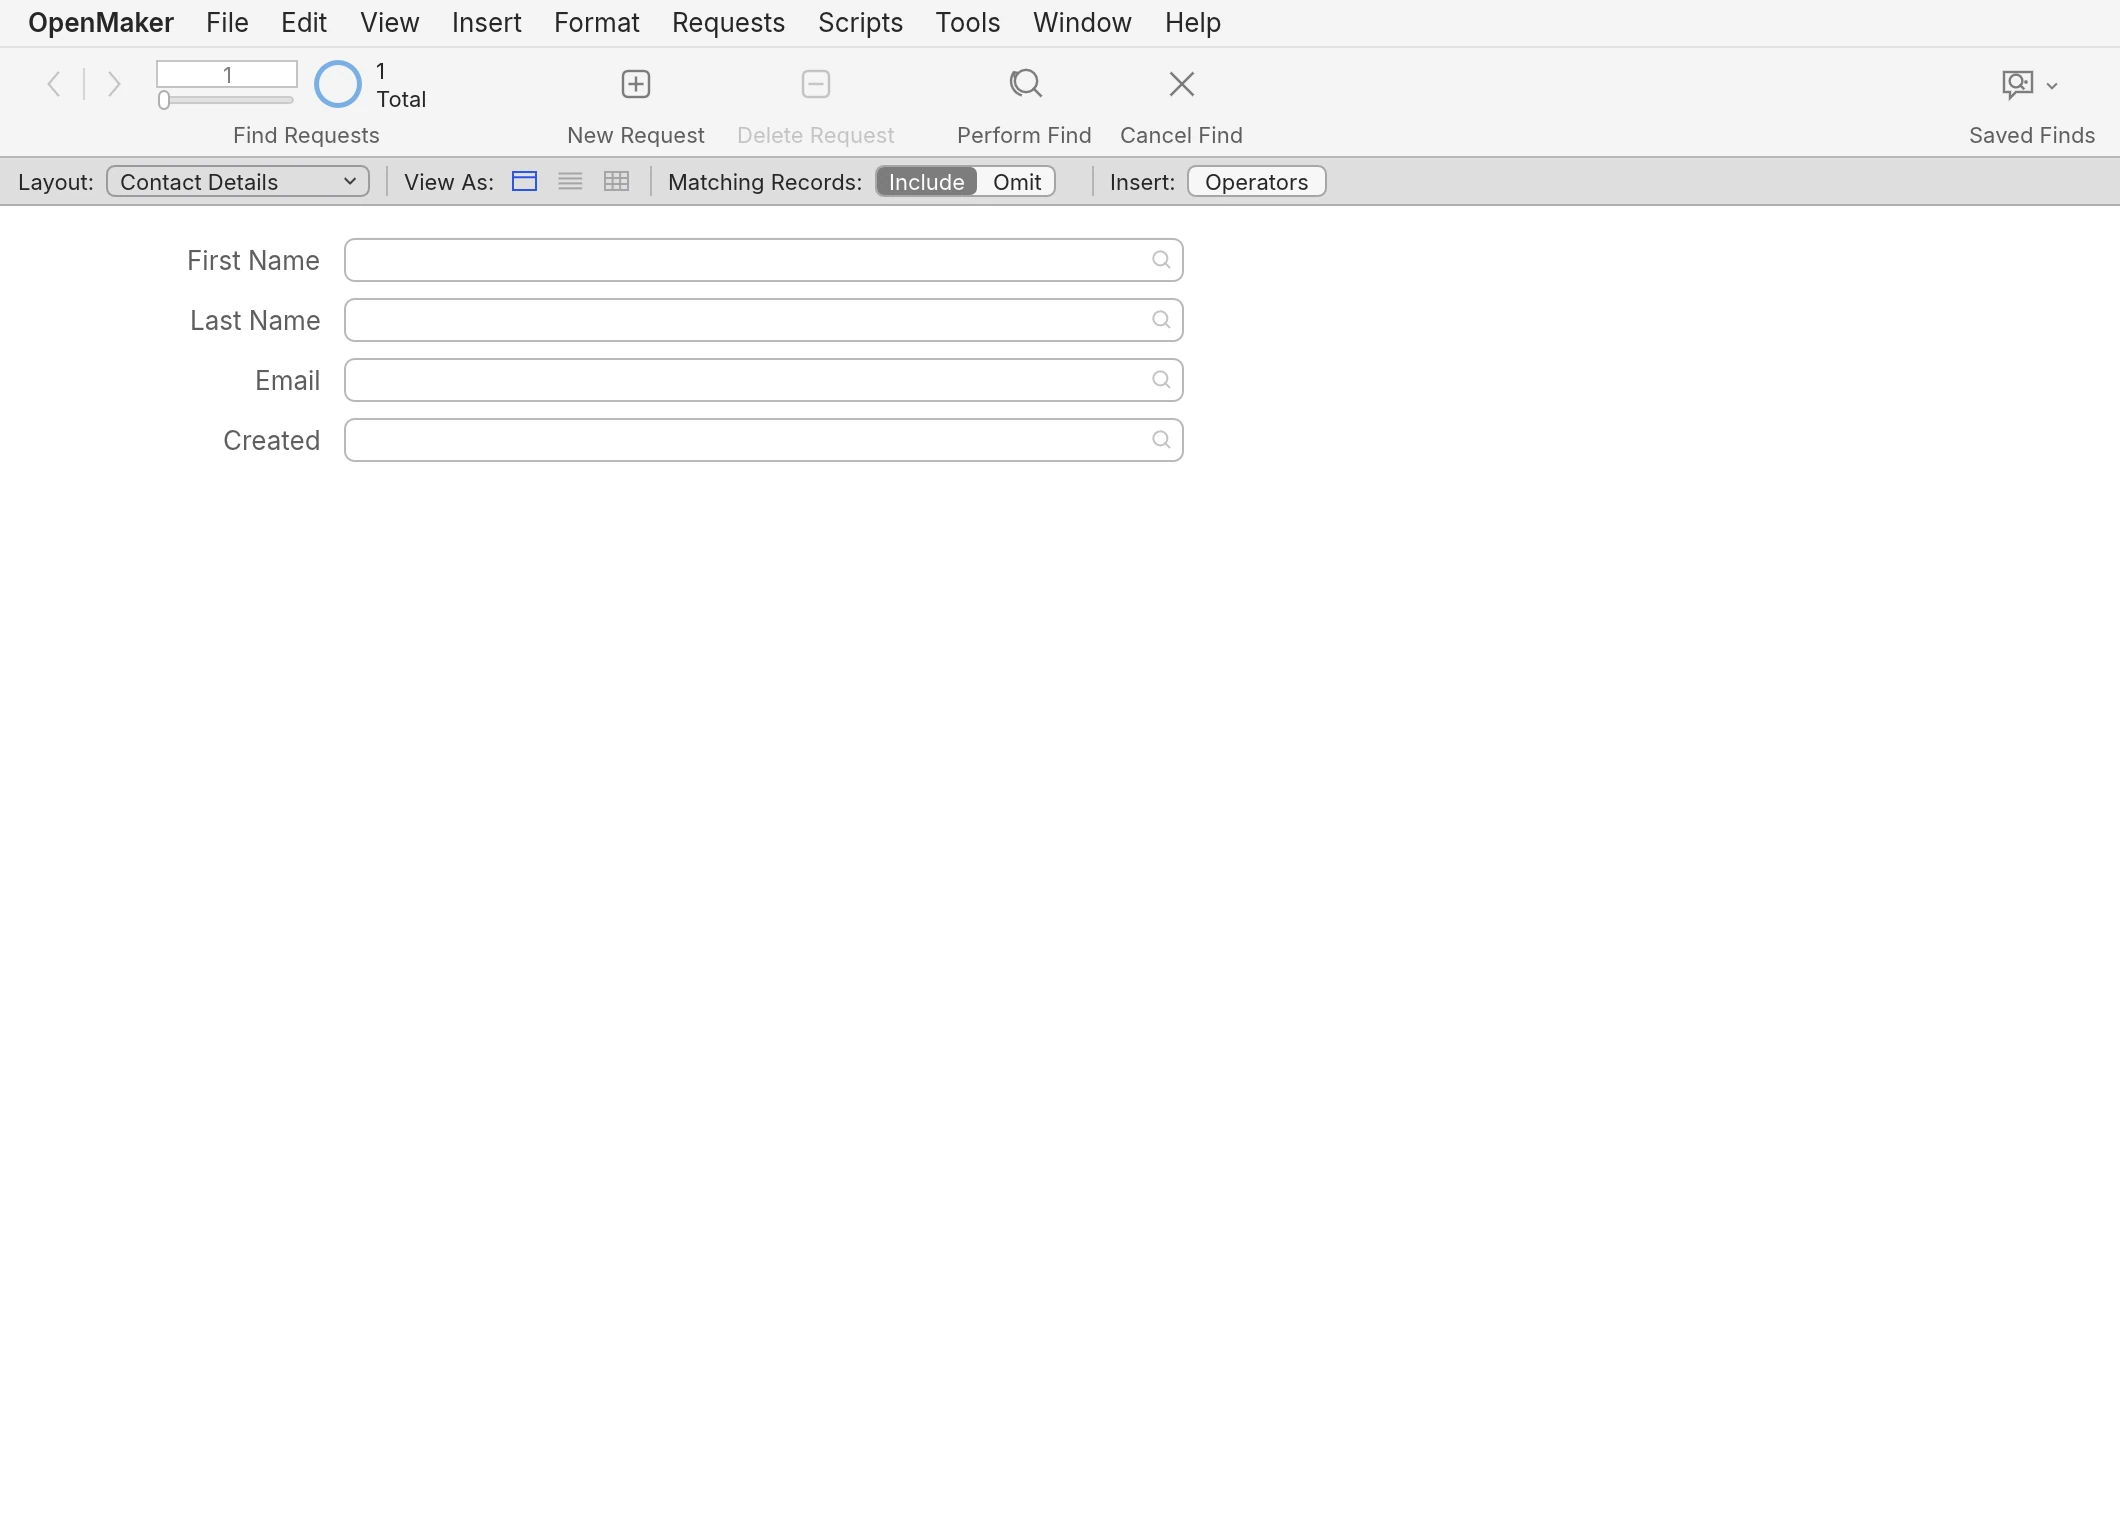 OpenMaker File Edit View Insert Format Requests Scripts Tools Window Help
1
1
Total
Find Requests
New Request
Delete Request
Perform Find
Cancel Find
Saved Finds
Layout: Contact Details View As: Matching Records: Include Omit Insert: Operators
First Name
Last Name
Email
Created